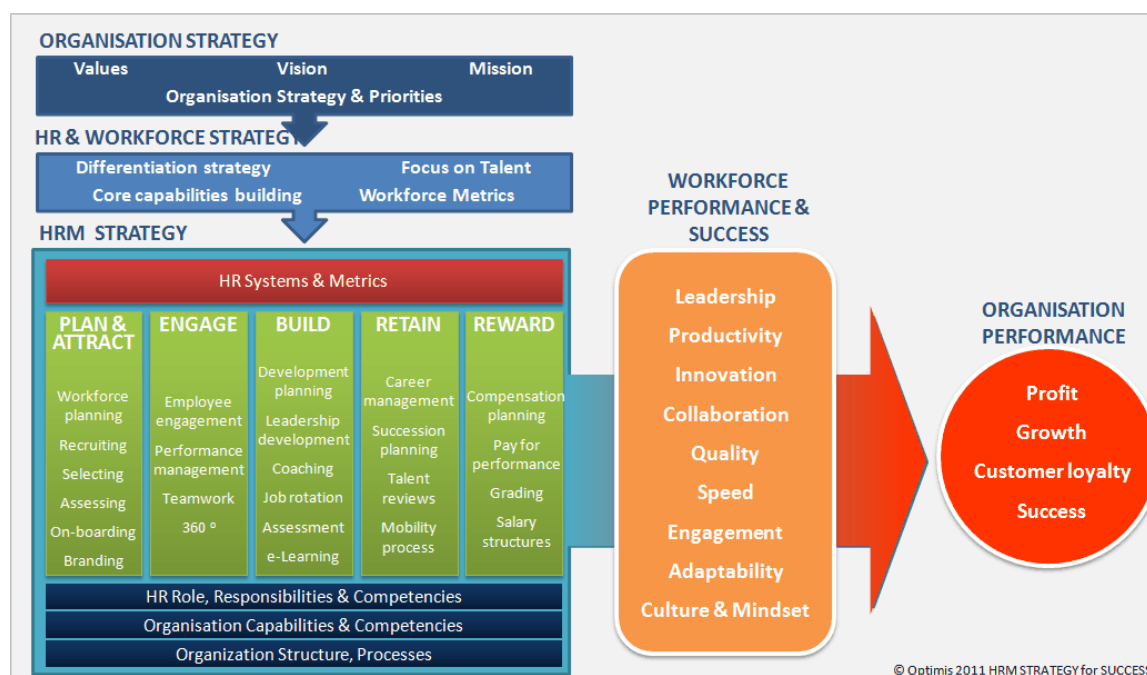 ORGANISATION STRATEGY
Values Vision Mission
Organisation Strategy & Priorities
HR & WORKFORCE STRATEGY
Differentiation strategy Focus on Talent
Core capabilities building Workforce Metrics
HRM STRATEGY
HR Systems & Metrics
PLAN &
ATTRACT
Workforce
planning
Recruiting
Selecting
Assessing
On-boarding
Branding
ENGAGE
Employee
engagement
Performance
management
Teamwork
360 º
BUILD
Development
planning
Leadership
development
Coaching
Job rotation
Assessment
e-Learning
RETAIN
Career
management
Succession
planning
Talent
reviews
Mobility
process
REWARD
Compensation
planning
Pay for
performance
Grading
Salary
structures
HR Role, Responsibilities & Competencies
Organisation Capabilities & Competencies
Organization Structure, Processes
WORKFORCE
PERFORMANCE &
SUCCESS
Leadership
Productivity
Innovation
Collaboration
Quality
Speed
Engagement
Adaptability
Culture & Mindset
ORGANISATION
PERFORMANCE
Profit
Growth
Customer loyalty
Success
© Optimis 2011 HRM STRATEGY for SUCCESS